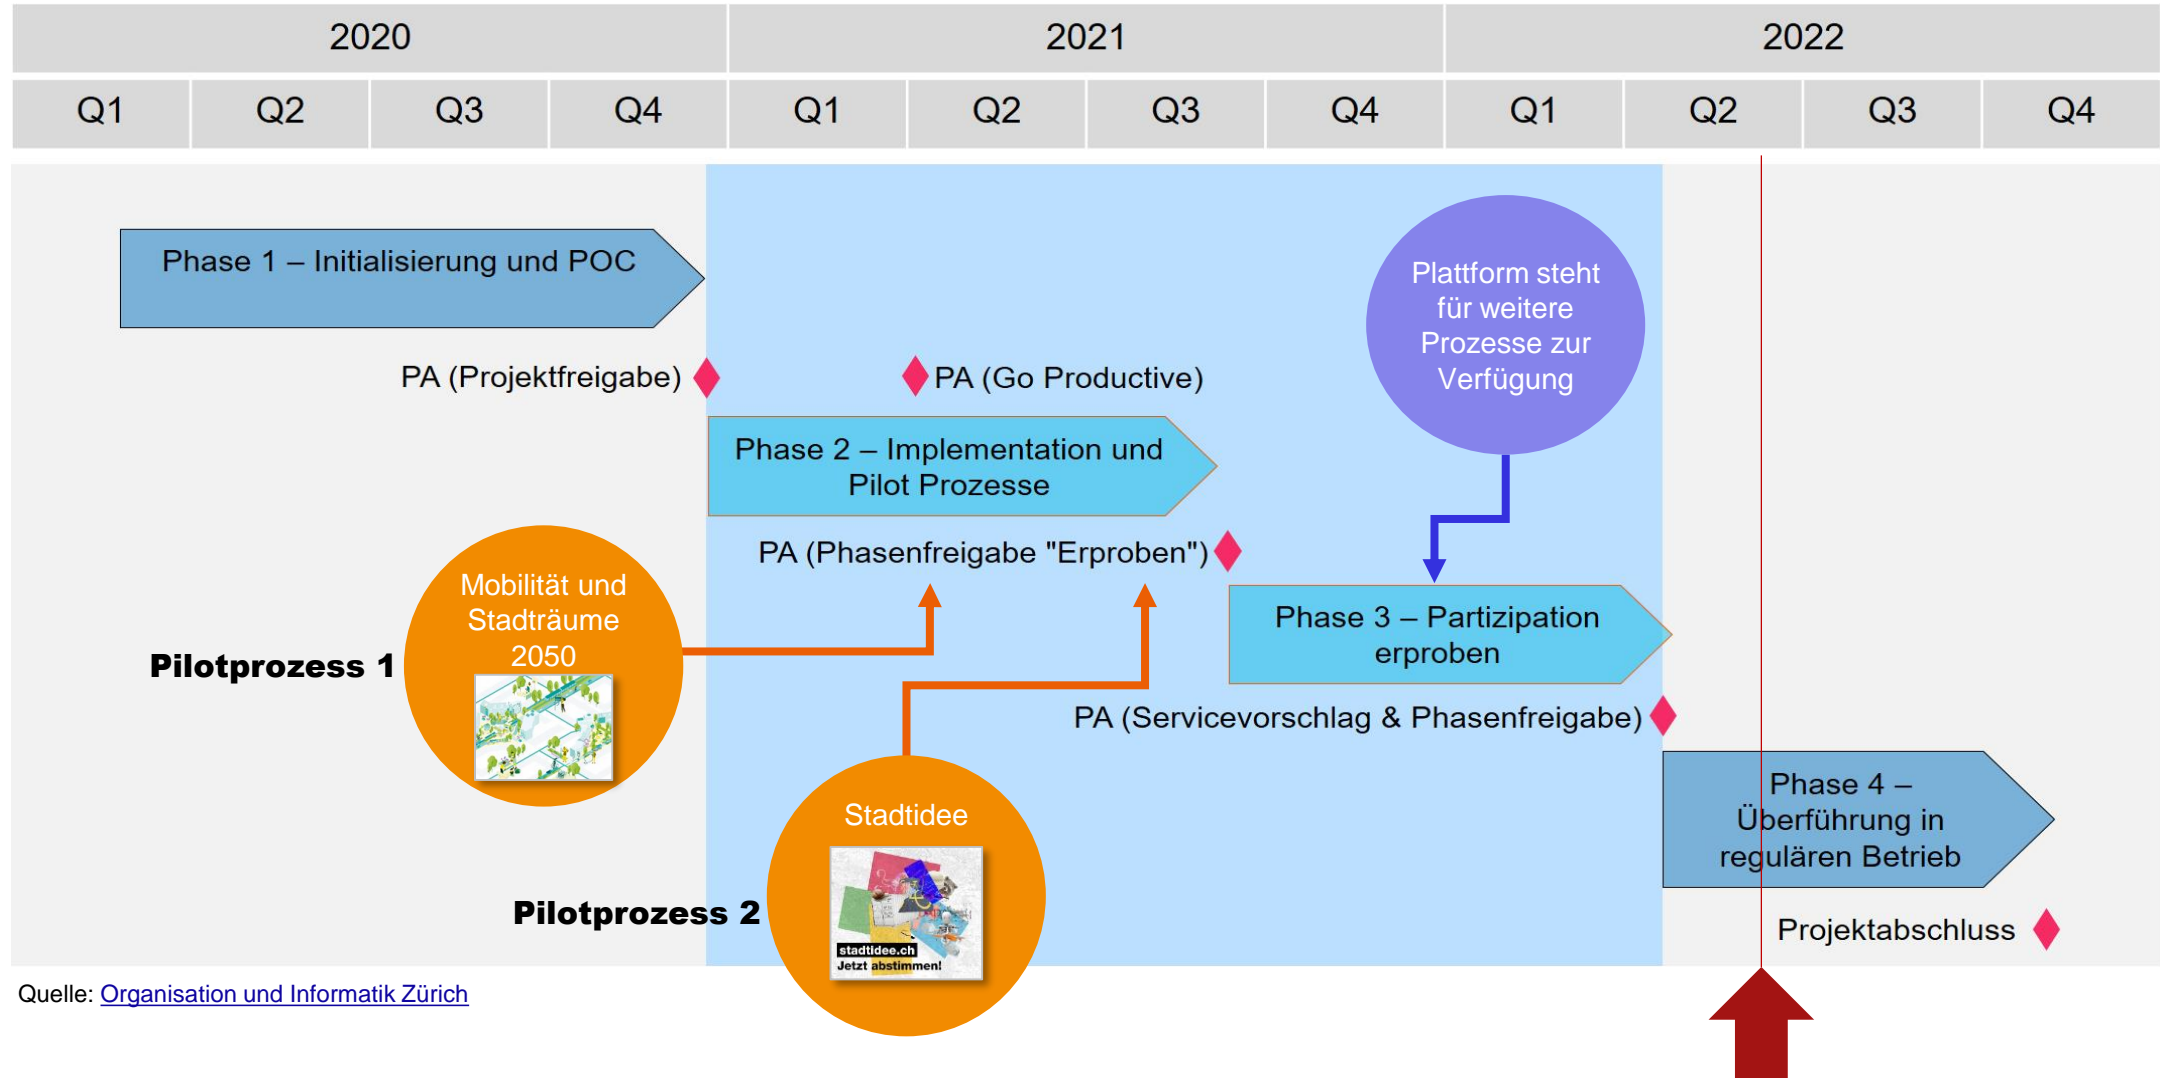 2020
2021
2022
Q1
Q2
Q3
Q4
Q1
Q2
Q3
Q4
Q1
Q2
Q3
Q4
Phase 1 – Initialisierung und POC
Plattform steht
für weitere
Prozesse zur
Verfügung
PA (Projektfreigabe)
PA (Go Productive)
Phase 2 – Implementation und
Pilot Prozesse
PA (Phasenfreigabe "Erproben")
Mobilität und
Stadträume
2050
Pilotprozess 1
Phase 3 – Partizipation
erproben
PA (Servicevorschlag & Phasenfreigabe)
Phase 4 –
Überführung in
regulären Betrieb
Stadtidee
stadtidee.ch
Jetzt abstimmen!
Pilotprozess 2
Projektabschluss
Quelle: Organisation und Informatik Zürich